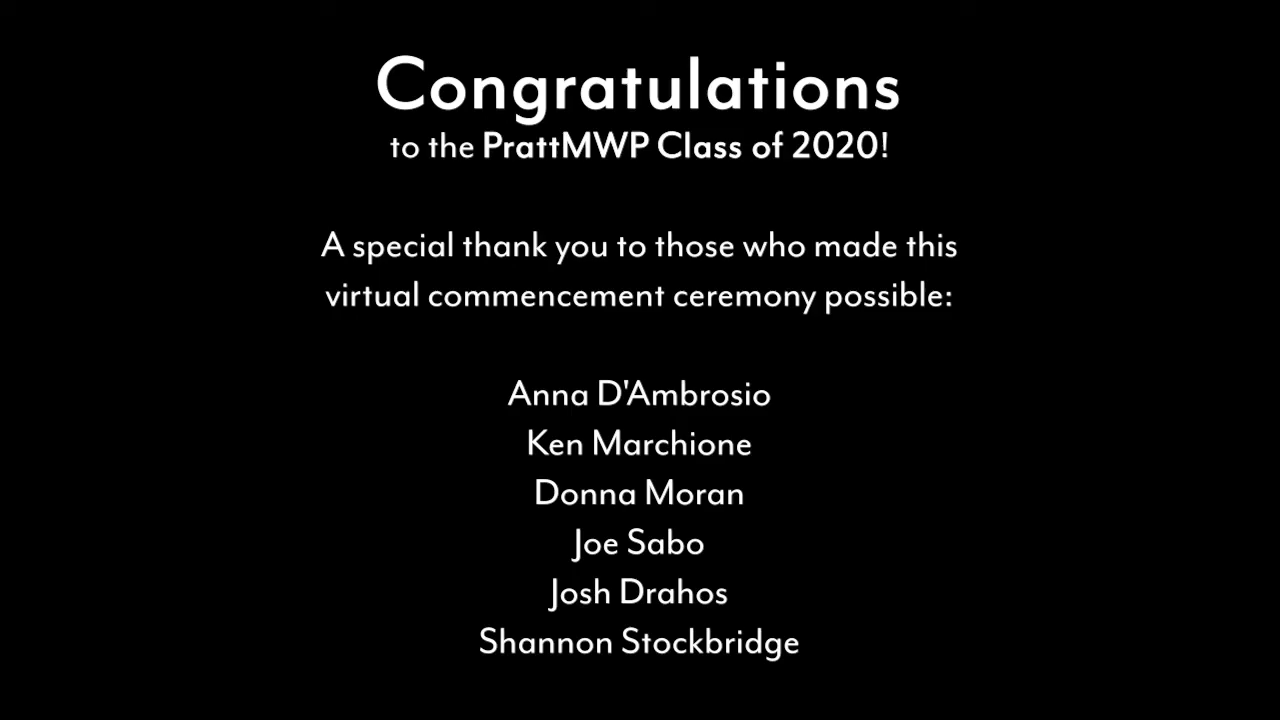 Congratulations
to the PrattMWP Class of 2020!
A special thank you to those who made this
virtual commencement ceremony possible:
Anna D'Ambrosio
Ken Marchione
Donna Moran
Joe Sabo
Josh Drahos
Shannon Stockbridge